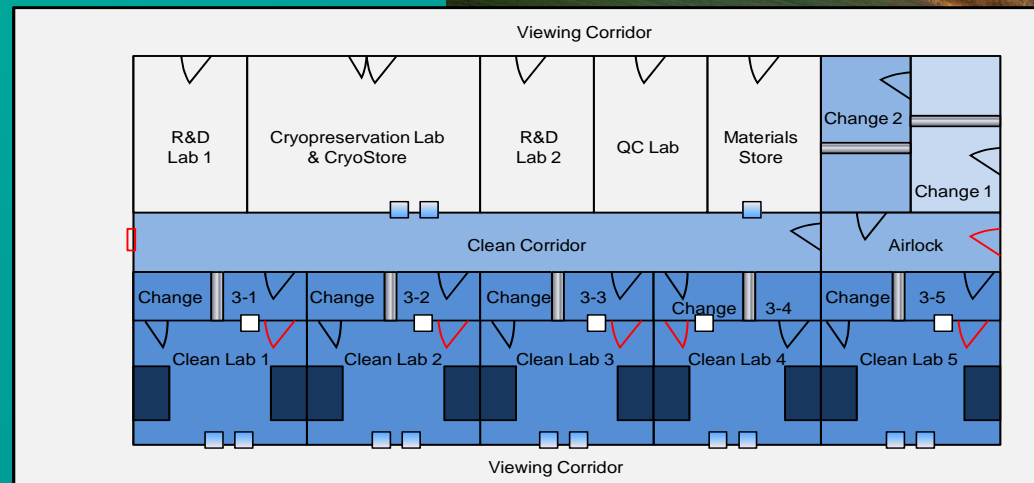 Viewing Corridor
R&D
Lab 1
Cryopreservation Lab
& CryoStore
R&D
Lab 2
QC Lab
Materials
Store
Change 2
Change 1
Clean Corridor
Airlock
Change 3-1
Change 3-2
Change 3-3
Change 3-4
Change 3-5
Clean Lab 1
Clean Lab 2
Clean Lab 3
Clean Lab 4
Clean Lab 5
Viewing Corridor